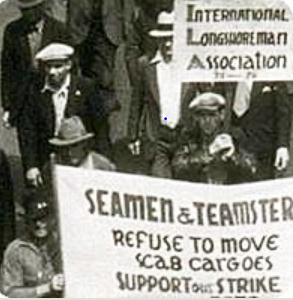 INTERNATIONAL
LONGSHOREMAN
ASSOCIATION
SEAMEN & TEAMSTER
REFUSE TO MOVE
SCAB CARGOES
SUPPORT OUR STRIKE